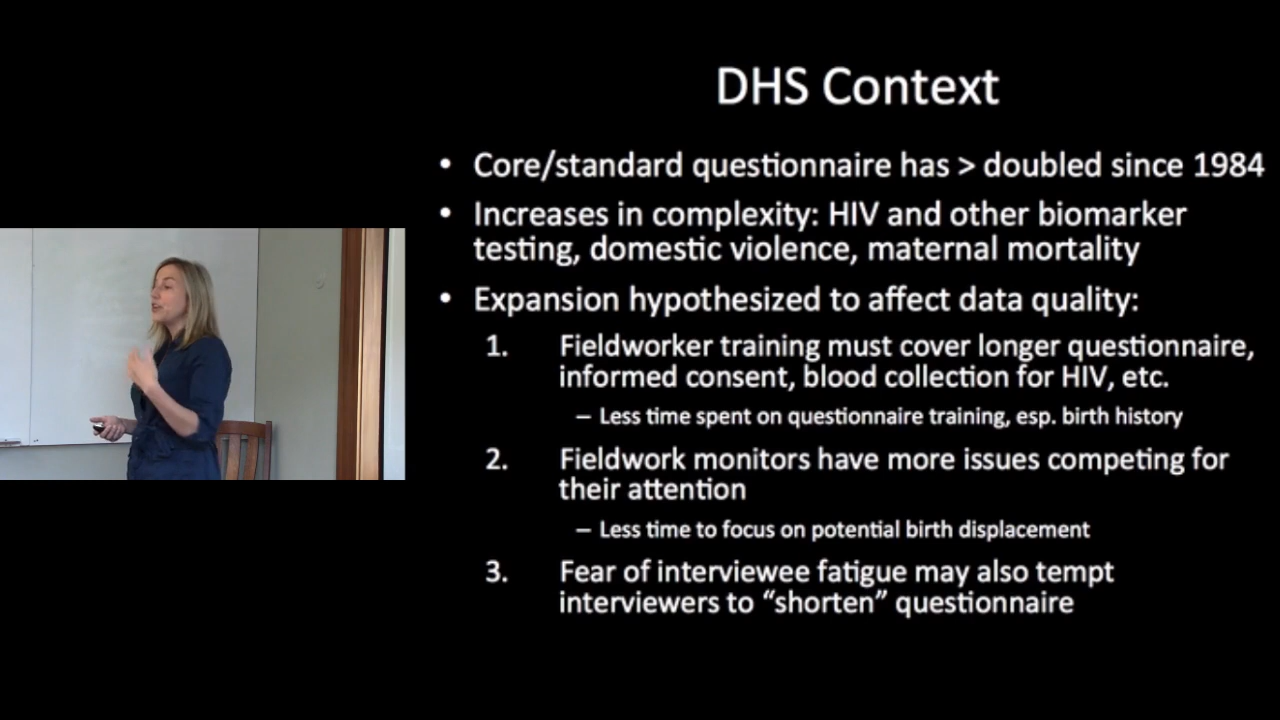 DHS Context
• Core/standard questionnaire has > doubled since 1984
• Increases in complexity: HIV and other biomarker
testing, domestic violence, maternal mortality
• Expansion hypothesized to affect data quality:
1. Fieldworker training must cover longer questionnaire,
informed consent, blood collection for HIV, etc.
– Less time spent on questionnaire training, esp. birth history
2. Fieldwork monitors have more issues competing for
their attention
– Less time to focus on potential birth displacement
3. Fear of interviewee fatigue may also tempt
interviewers to “shorten” questionnaire